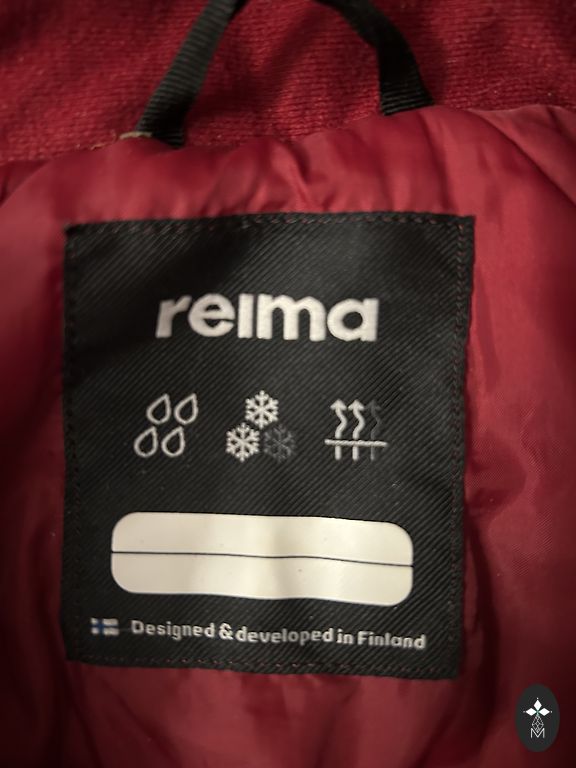 reima
Designed & developed in Finland
M